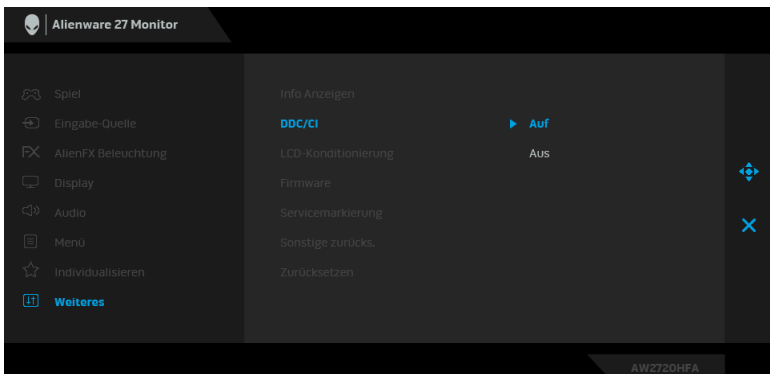 Alienware 27 Monitor
Spiel
Info Anzeigen
Eingabe-Quelle
DDC/CI
Auf
AlienFX Beleuchtung
LCD-Konditionierung
Aus
Display
Firmware
Audio
Servicemarkierung
Menü
Sonstige zurücks.
Individualisieren
Zurücksetzen
Weiteres
AW2720HFA